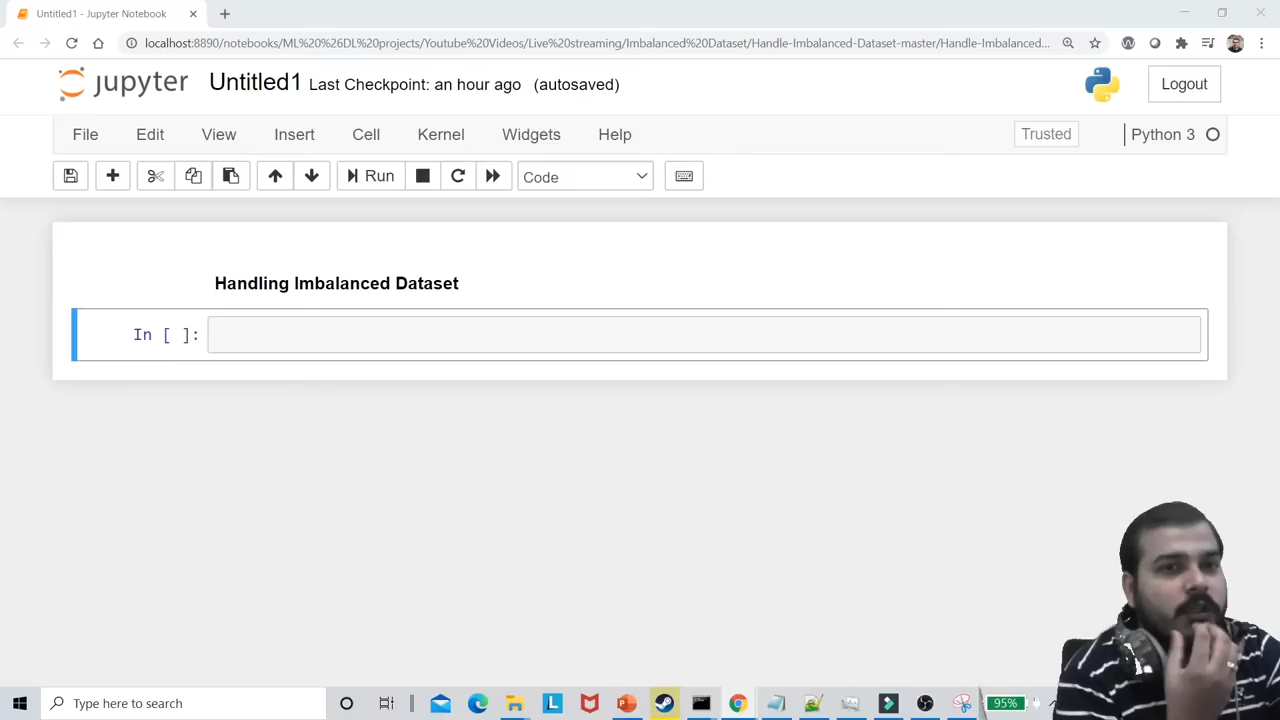 Untitled1 - Jupyter Notebook
localhost:8890/notebooks/ML%20%26DL%20projects/Youtube%20Videos/Live%20streaming/Imbalanced%20Dataset/Handle-Imbalanced-Dataset-master/Handle-Imbalanced...
jupyter Untitled1 Last Checkpoint: an hour ago (autosaved) Logout
File Edit View Insert Cell Kernel Widgets Help Trusted Python 3
Run Code
Handling Imbalanced Dataset
In [ ]:
Type here to search L 95%